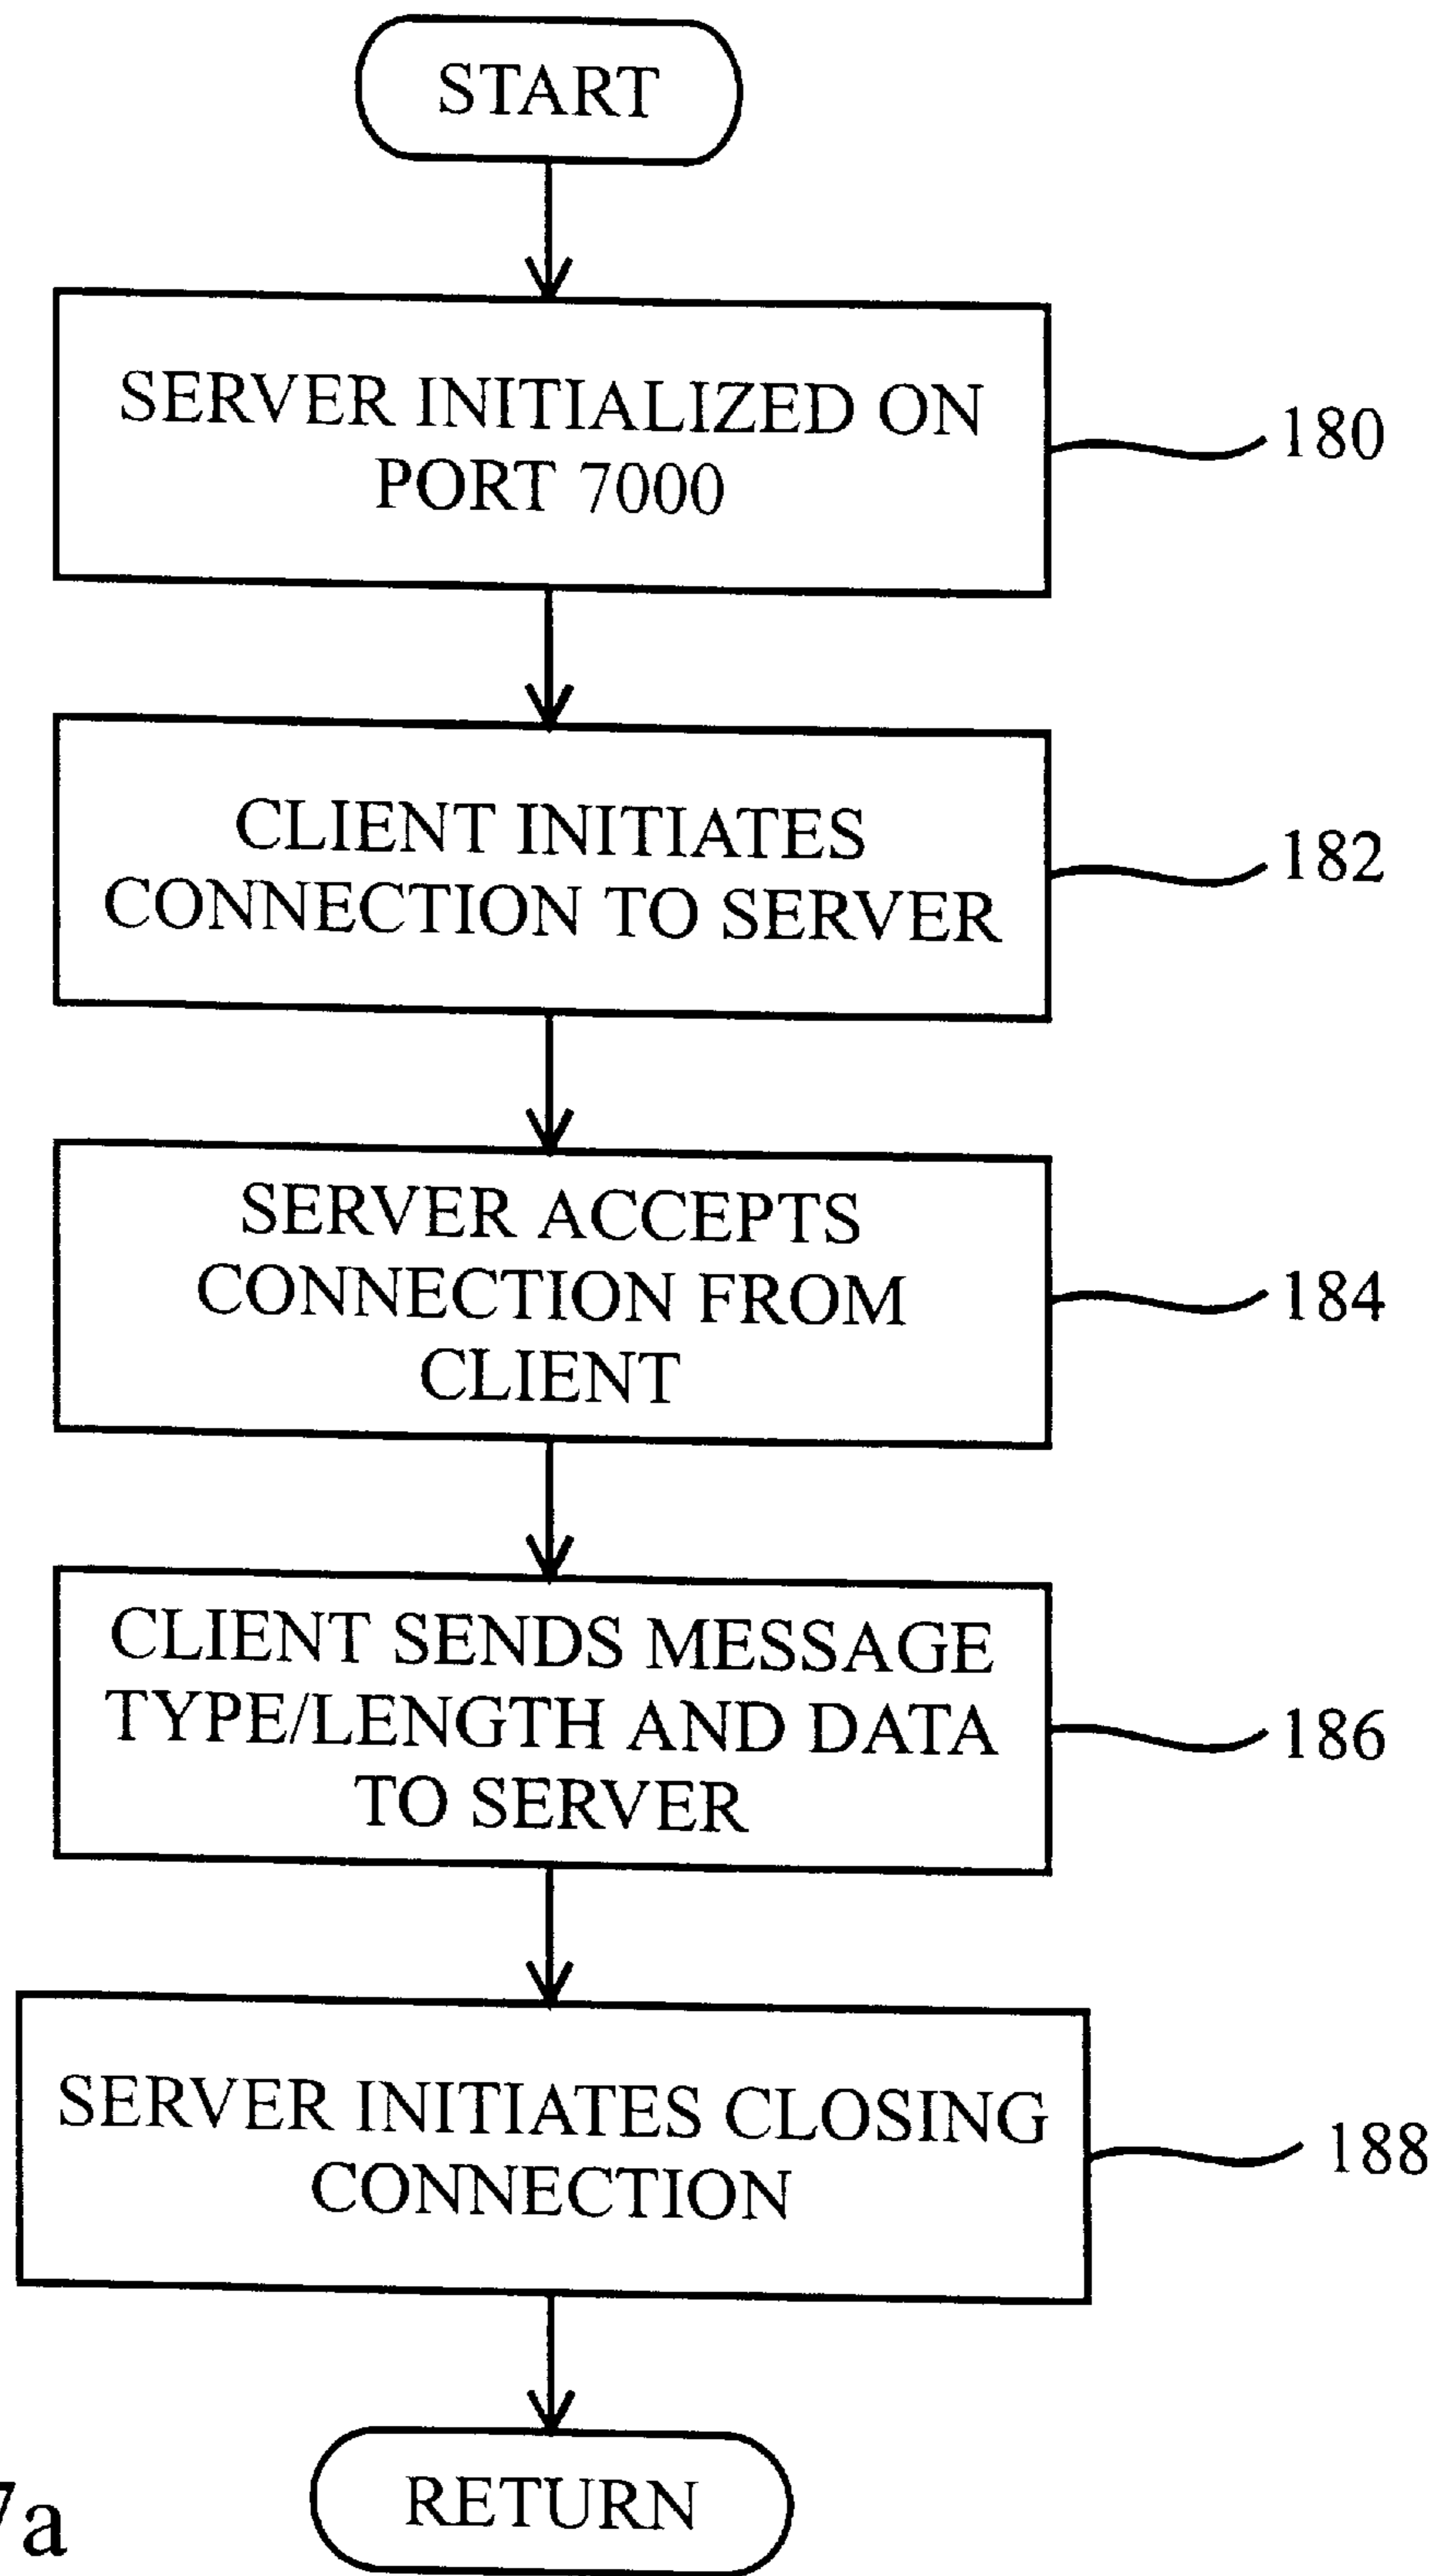 START
SERVER INITIALIZED ON
PORT 7000
180
CLIENT INITIATES
CONNECTION TO SERVER
182
SERVER ACCEPTS
CONNECTION FROM
CLIENT
184
CLIENT SENDS MESSAGE
TYPE/LENGTH AND DATA
TO SERVER
186
SERVER INITIATES CLOSING
CONNECTION
188
RETURN
7a